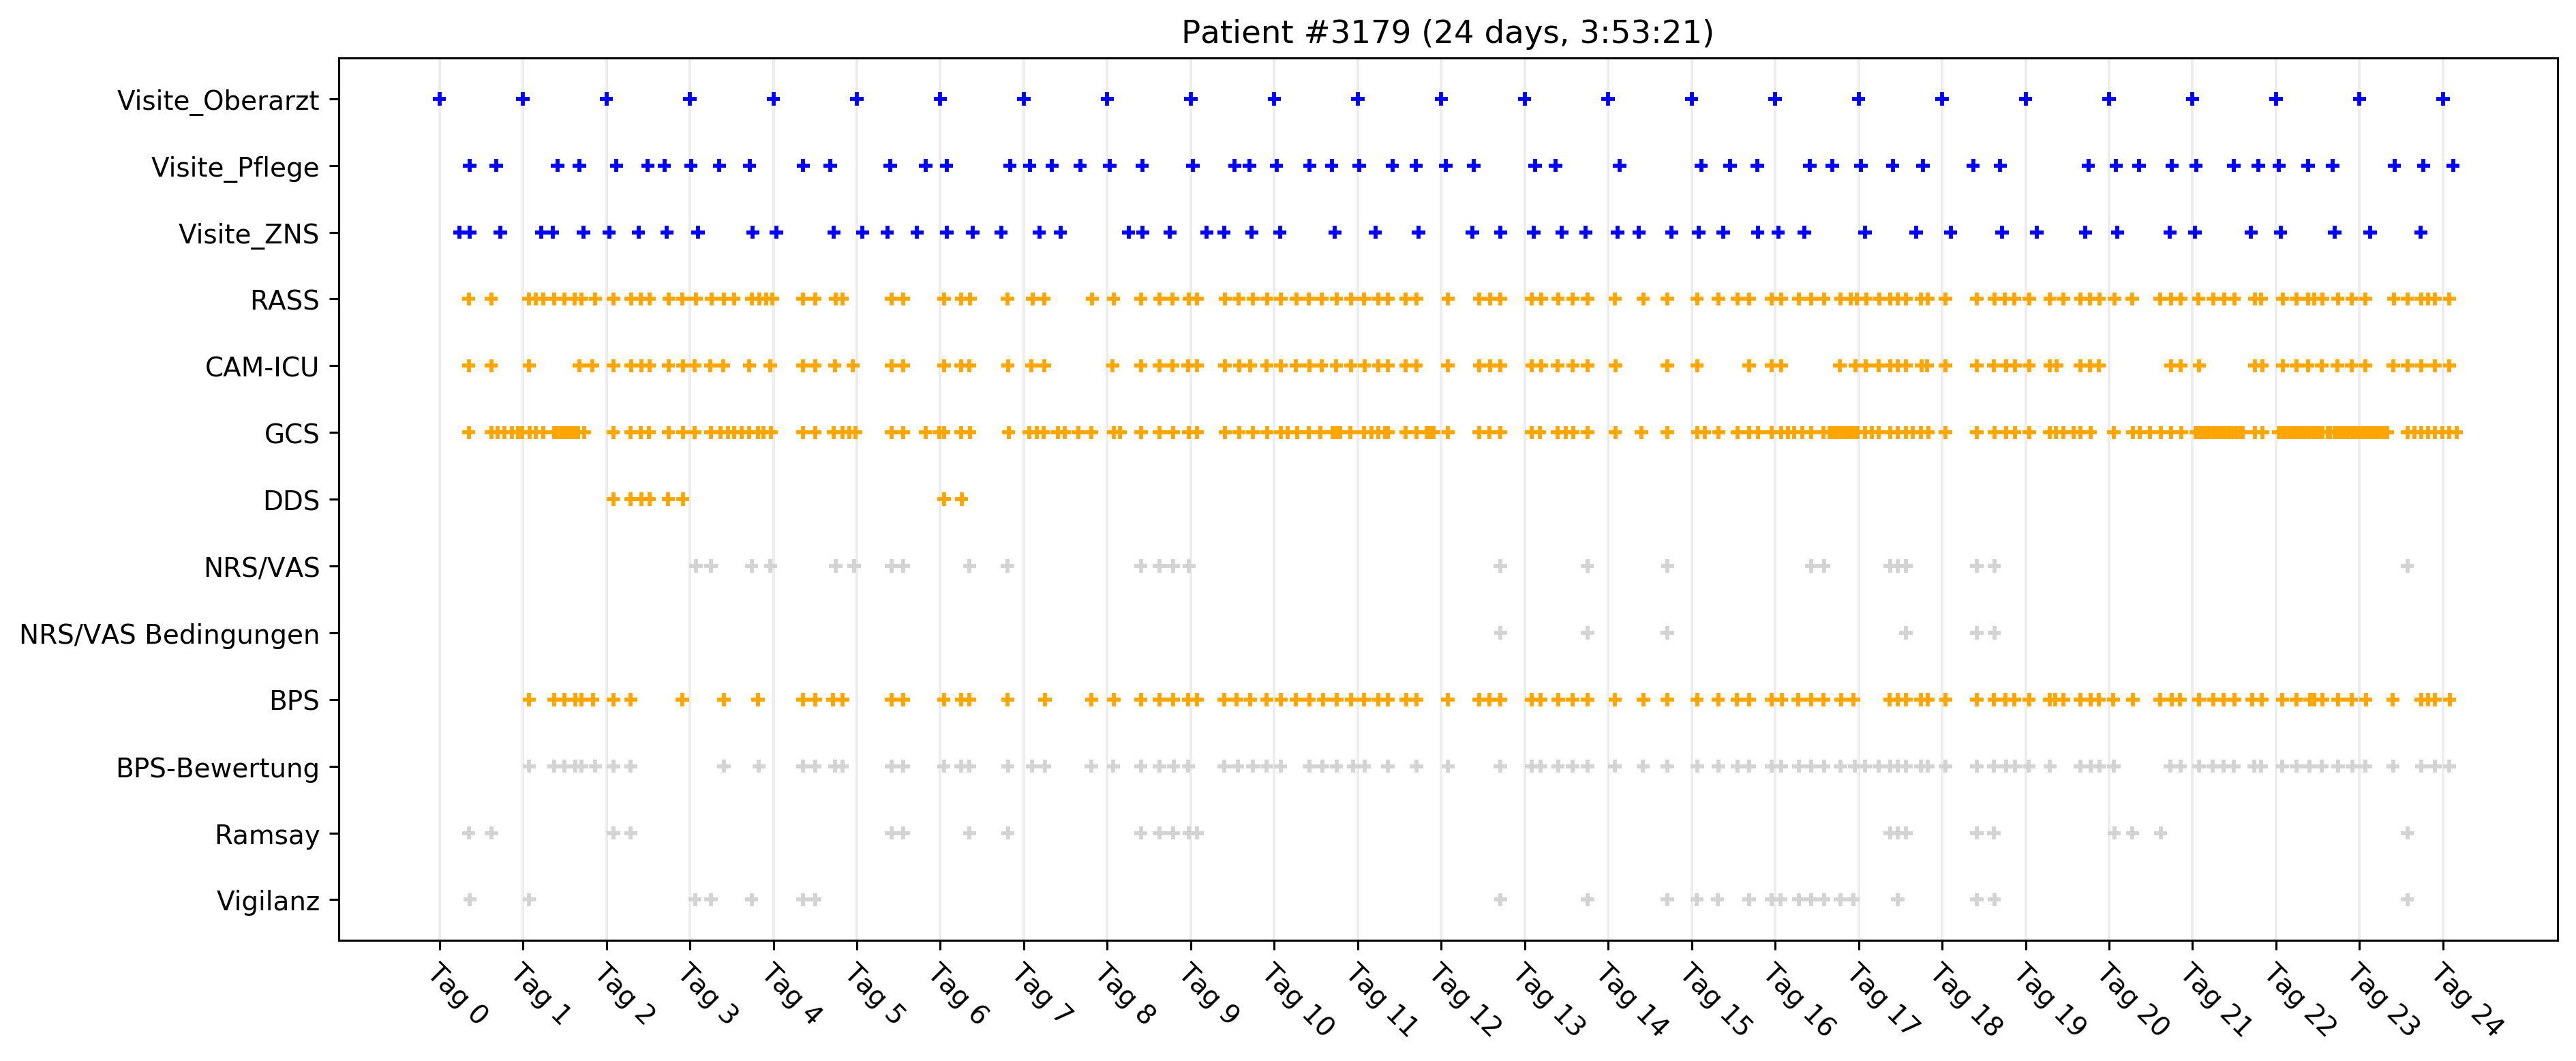 Patient #3179 (24 days, 3:53:21)
Visite_Oberarzt
Visite_Pflege
Visite_ZNS
RASS
CAM-ICU
GCS
DDS
NRS/VAS
NRS/VAS Bedingungen
BPS
BPS-Bewertung
Ramsay
Vigilanz
Tag 0
Tag 1
Tag 2
Tag 3
Tag 4
Tag 5
Tag 6
Tag 7
Tag 8
Tag 9
Tag 10
Tag 11
Tag 12
Tag 13
Tag 14
Tag 15
Tag 16
Tag 17
Tag 18
Tag 19
Tag 20
Tag 21
Tag 22
Tag 23
Tag 24